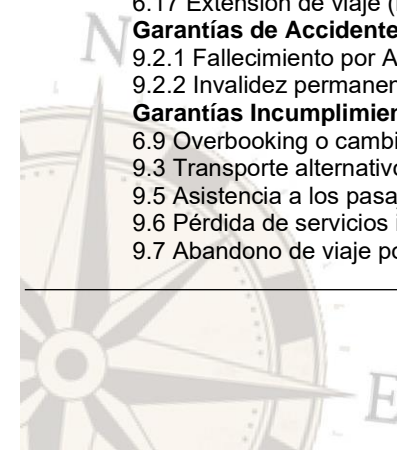 6.17 Extensión de viaje
Garantías de Accidente
9.2.1 Fallecimiento por A
9.2.2 Invalidez permanen
Garantías Incumplimien
6.9 Overbooking o cambi
9.3 Transporte alternativo
9.5 Asistencia a los pasaj
9.6 Pérdida de servicios
9.7 Abandono de viaje po
N
E